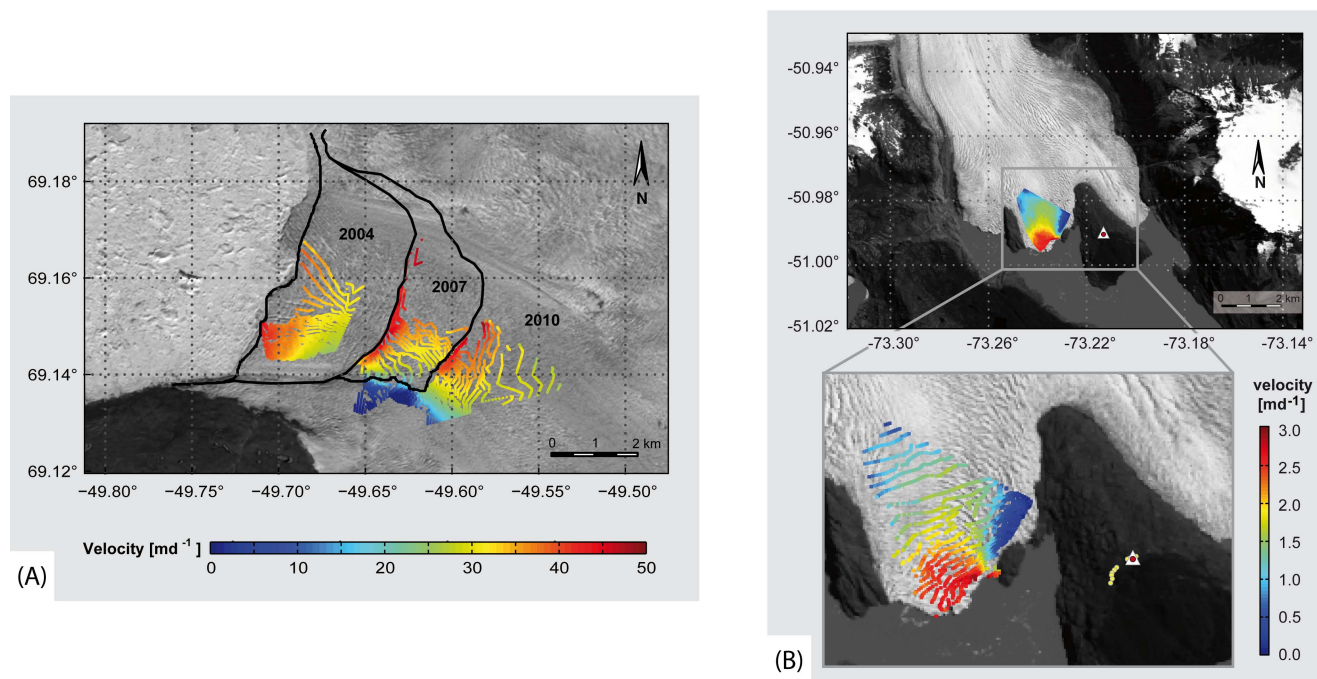 69.18°
69.16°
69.14°
69.12°
2004
2007
2010
N
0 1 2 km
−49.80 −49.75 −49.70 −49.65 −49.60 −49.55 −49.50
Velocity [md -1 ]
0 10 20 30 40 50
(A)
-50.94°
-50.96°
-50.98°
-51.00°
-51.02°
N
0 1 2 km
-73.30° -73.26° -73.22° -73.18° -73.14°
velocity
[md-1]
3.0
2.5
2.0
1.5
1.0
0.5
0.0
(B)